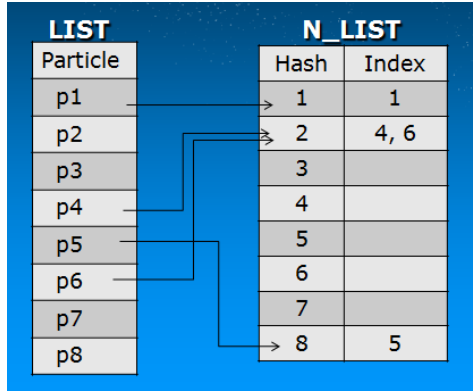 LIST
Particle
p1
p2
p3
p4
p5
p6
p7
p8
N_LIST
Hash Index
1 1
2 4, 6
3
4
5
6
7
8 5